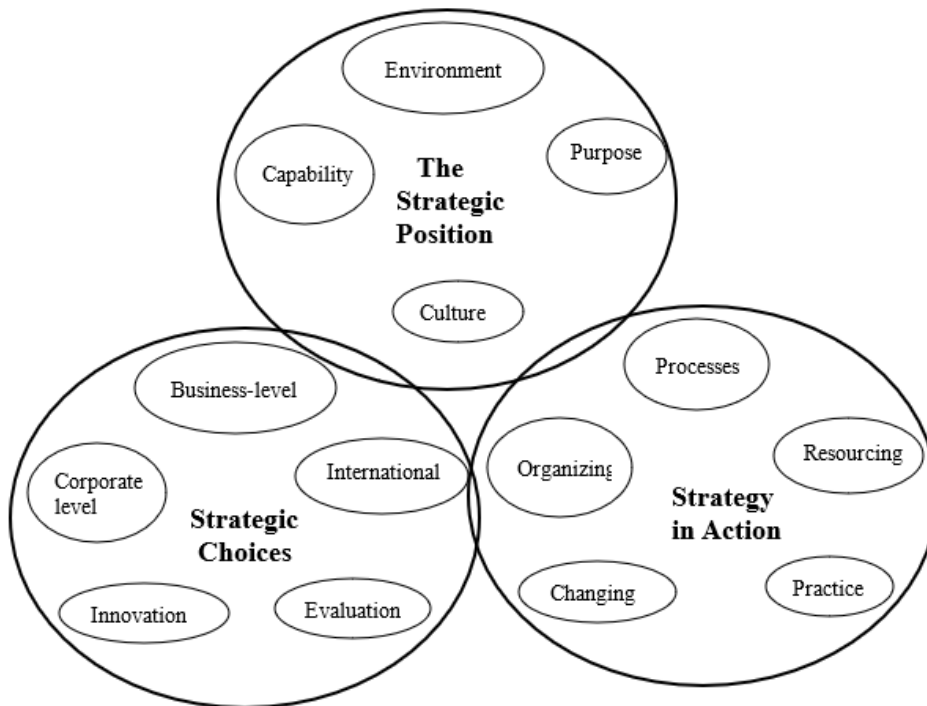 Environment
Purpose
Capability
The
Strategic
Position
Culture
Business-level
Corporate
level
International
Strategic
Choices
Innovation
Evaluation
Processes
Resourcing
Organizing
Strategy
in Action
Changing
Practice